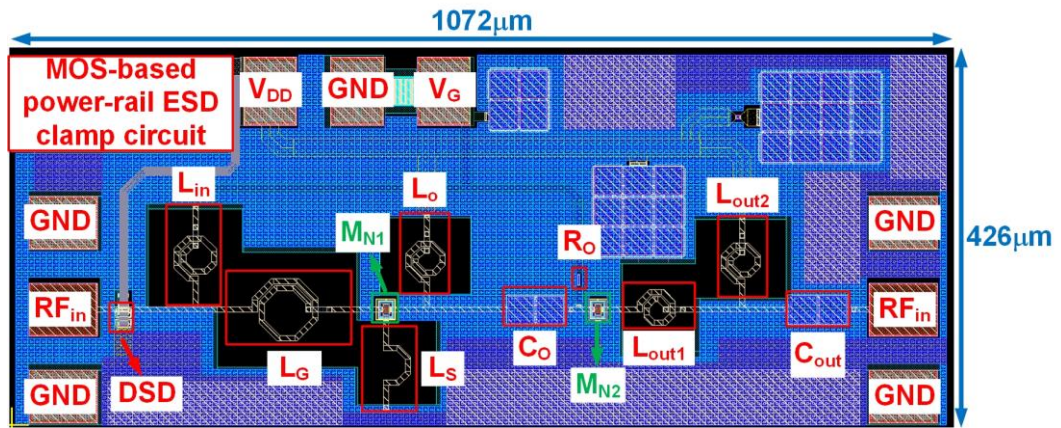 1072μm
MOS-based
power-rail ESD
clamp circuit
VDD
GND
VG
Lin
LO
Lout2
GND
MN1
RO
GND
426μm
RFin
RFin
DSD
LG
LS
CO
MN2
Lout1
Cout
GND
GND